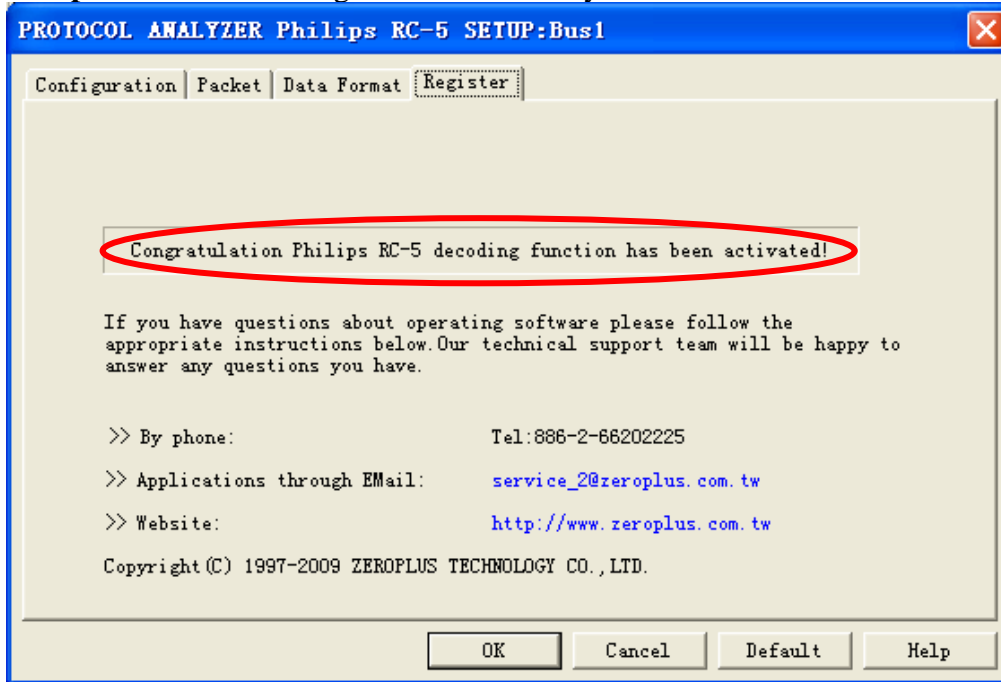 PROTOCOL ANALYZER Philips RC-5 SETUP:Bus1
Configuration Packet Data Format Register
Congratulation Philips RC-5 decoding function has been activated!
If you have questions about operating software please follow the
appropriate instructions below.Our technical support team will be happy to
answer any questions you have.
>> By phone: Tel:886-2-66202225
>> Applications through EMail: service_2@zeroplus.com.tw
>> Website: http://www.zeroplus.com.tw
Copyright(C) 1997-2009 ZEROPLUS TECHNOLOGY CO.,LTD.
OK Cancel Default Help